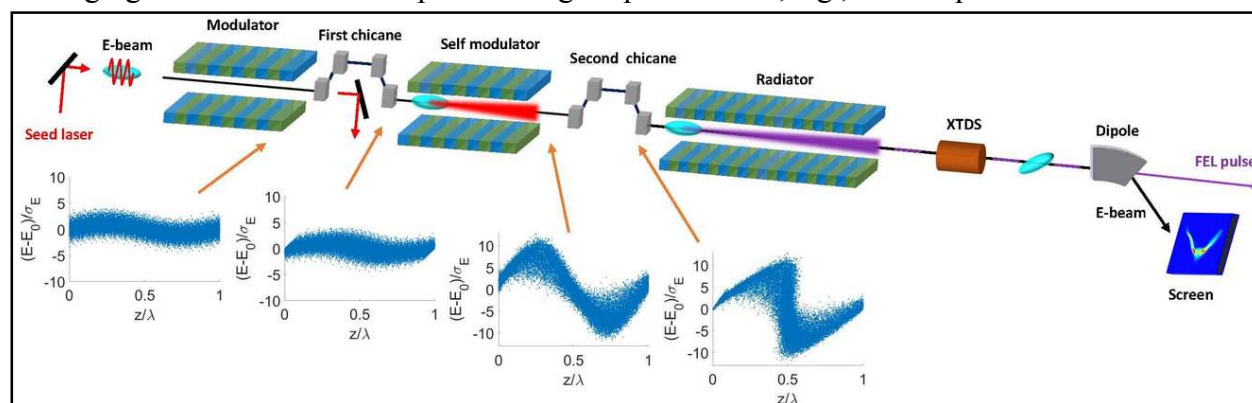 Modulator
First chicane
Self modulator
Second chicane
Radiator
E-beam
XTDS
Dipole
Seed laser
FEL pulse
E-beam
Screen
(E-E0)/σE
10
5
0
-5
-10
0
0.5
1
z/λ
(E-E0)/σE
10
5
0
-5
-10
0
0.5
1
z/λ
(E-E0)/σE
10
5
0
-5
-10
0
0.5
1
z/λ
(E-E0)/σE
10
5
0
-5
-10
0
0.5
1
z/λ